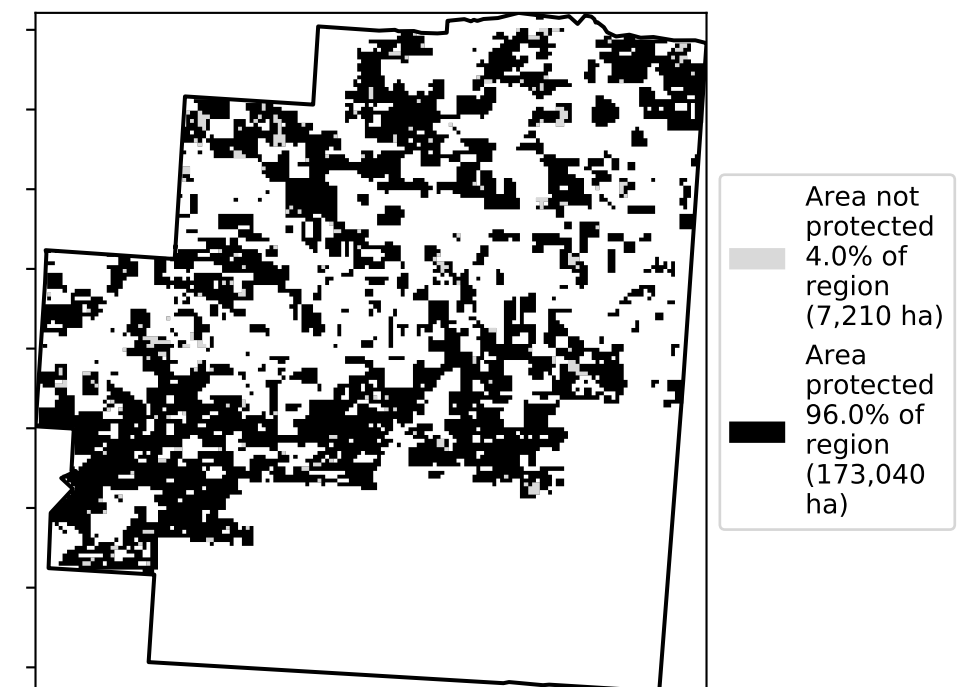 Area not
protected
4.0% of
region
(7,210 ha)
Area
protected
96.0% of
region
(173,040
ha)